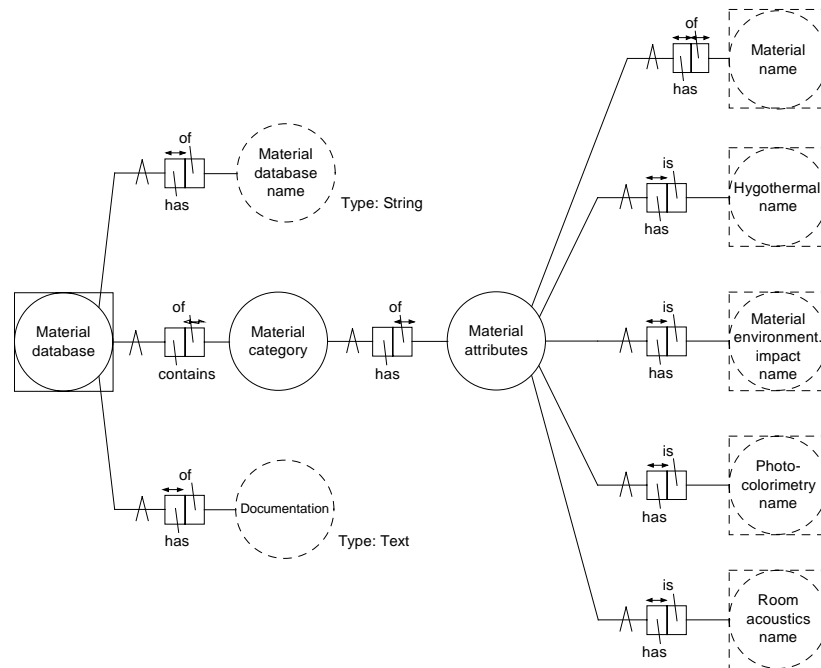 of
Material
name
has
of
Material
database
name
Type: String
has
is
Hygothermal
name
has
Material
database
of
contains
Material
category
of
has
Material
attributes
is
Material
environment.
impact
name
has
of
Documentation
Type: Text
has
is
Photo-
colorimetry
name
has
is
Room
acoustics
name
has